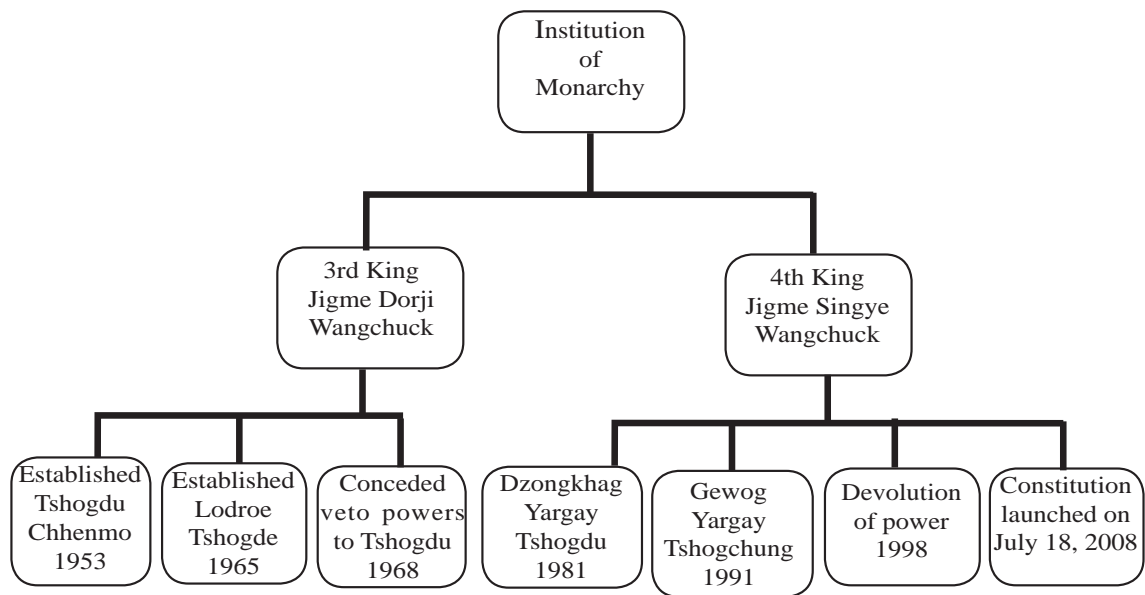 Institution
of
Monarchy
3rd King
Jigme Dorji
Wangchuck
4th King
Jigme Singye
Wangchuck
Established
Tshogdu
Chhenmo
1953
Established
Lodroe
Tshogde
1965
Conceded
veto powers
to Tshogdu
1968
Dzongkhag
Yargay
Tshogdu
1981
Gewog
Yargay
Tshogchung
1991
Devolution
of power
1998
Constitution
launched on
July 18, 2008